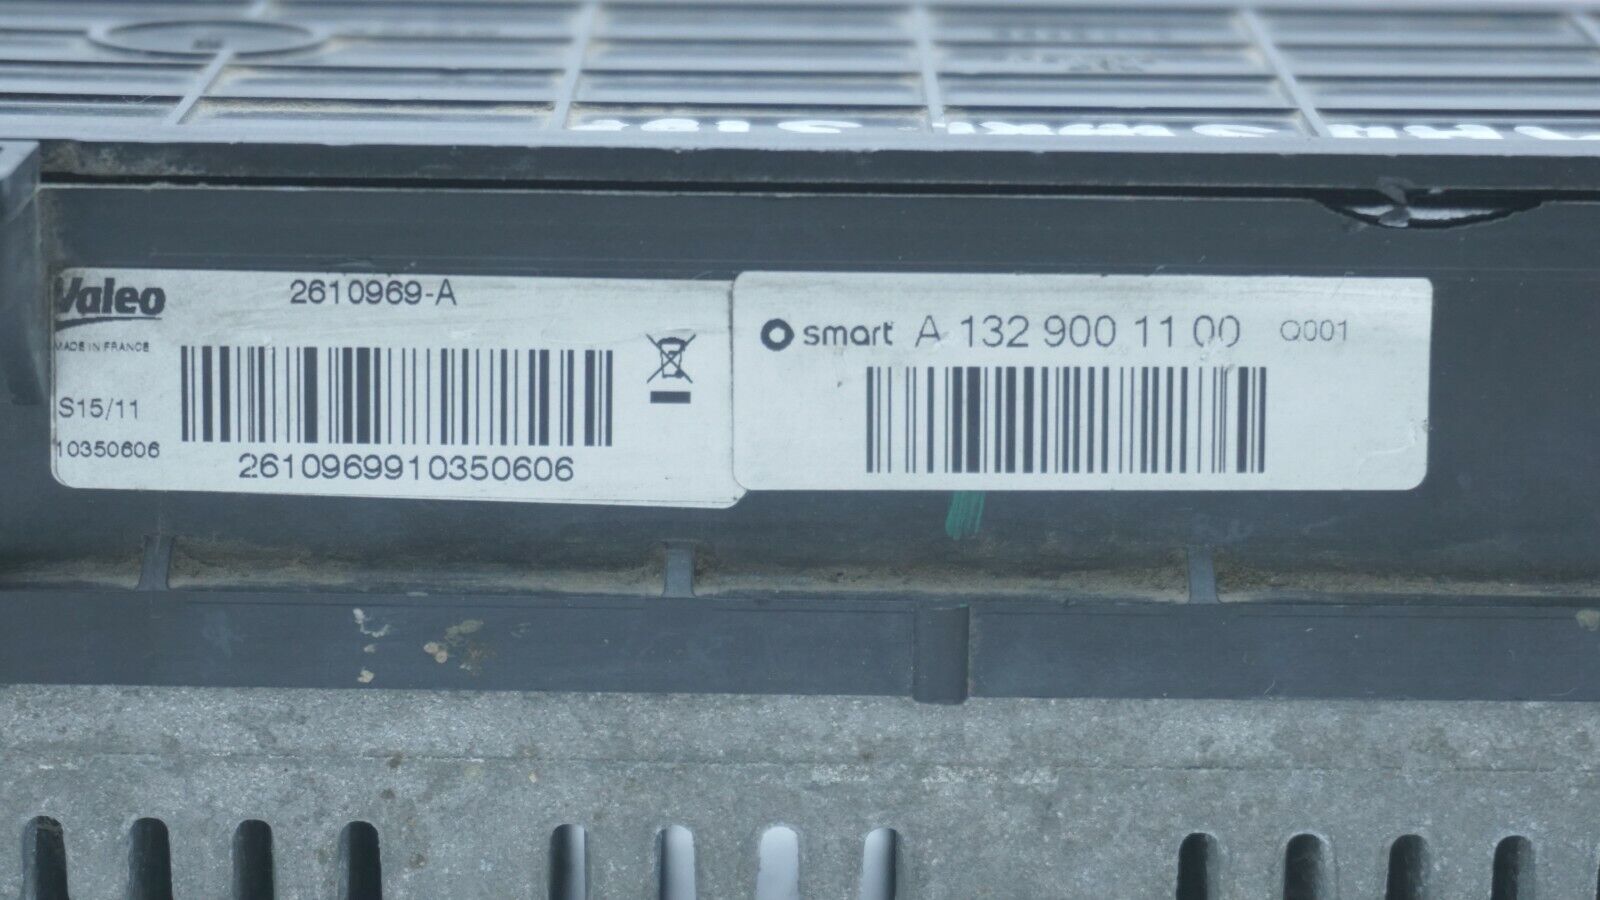 Valeo
2610969-A
MADE IN FRANCE
S15/11
10350606
2610969910350606
smart A 132 900 11 00 Q001